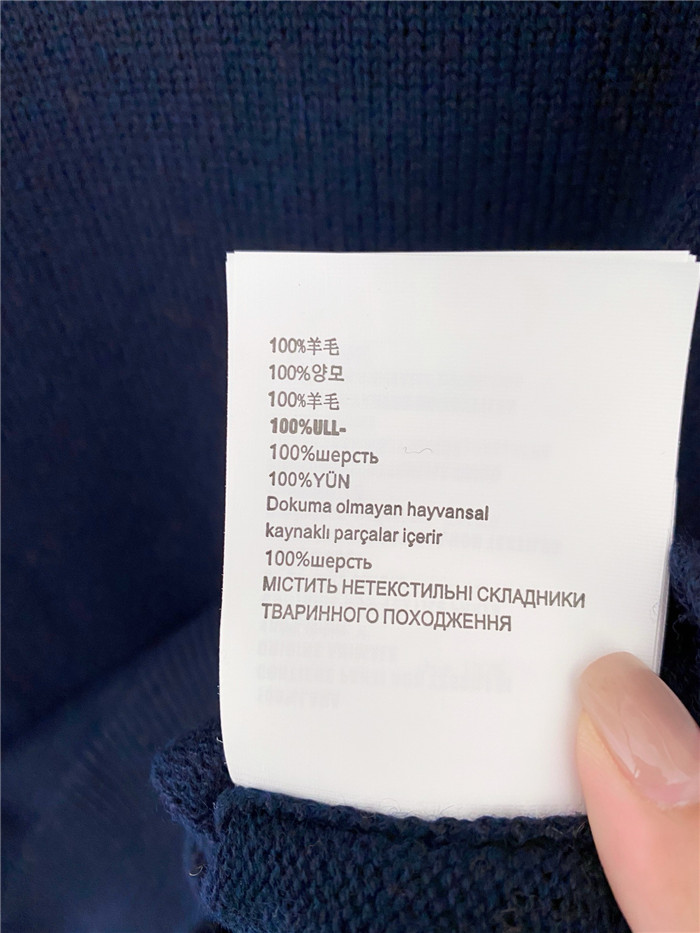 100%羊毛
100%양모
100%羊毛
100%ULL-
100%шерсть
100%YÜN
Dokuma olmayan hayvansal
kaynaklı parçalar içerir
100%шерсть
МІСТИТЬ НЕТЕКСТИЛЬНІ СКЛАДНИКИ
ТВАРИННОГО ПОХОДЖЕННЯ